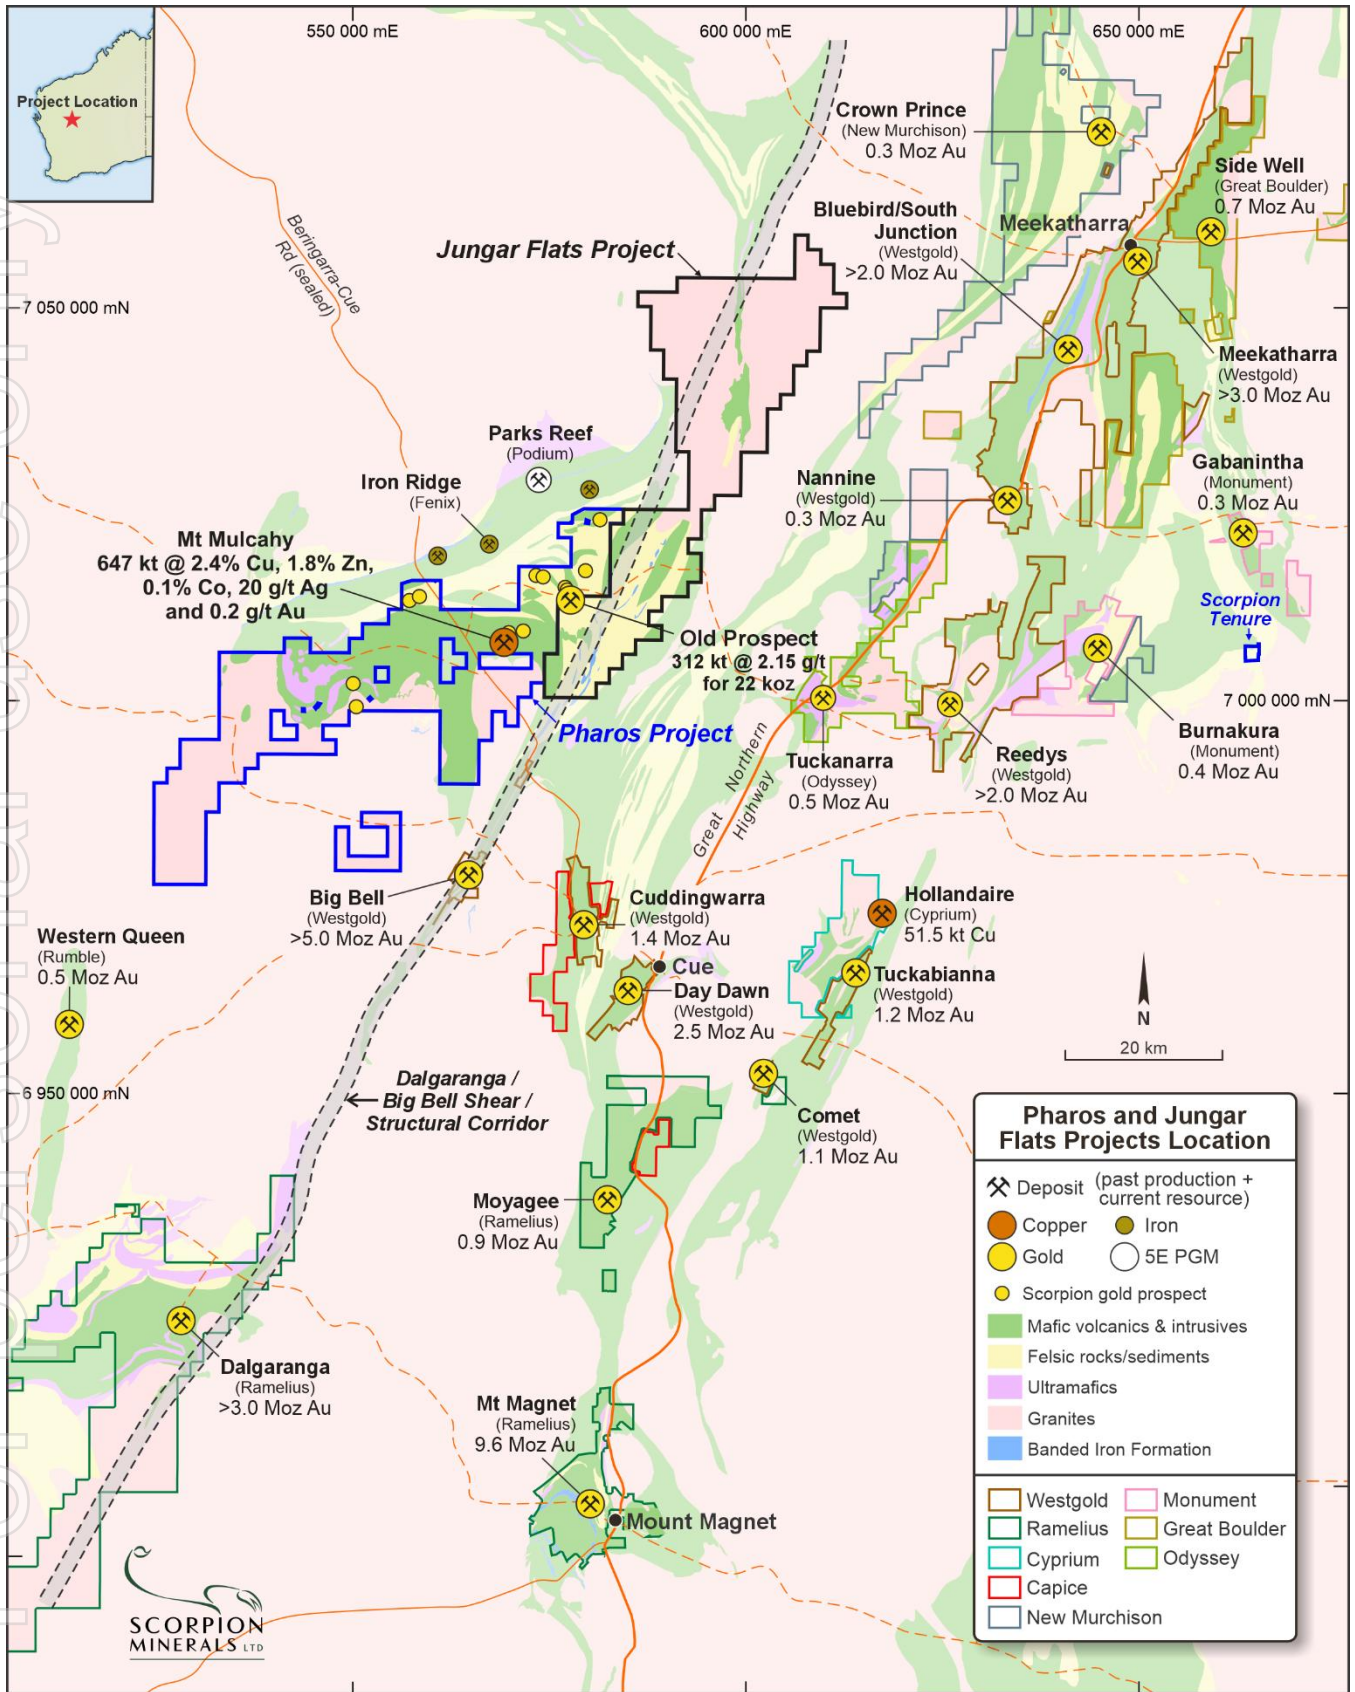 550 000 mE
600 000 mE
650 000 mE
Project Location
Crown Prince
(New Murchison)
0.3 Moz Au
Side Well
(Great Boulder)
0.7 Moz Au
Bluebird/South
Junction
(Westgold)
>2.0 Moz Au
Meekatharra
Beringarra-Cue
Rd (sealed)
Jungar Flats Project
7 050 000 mN
Meekatharra
(Westgold)
>3.0 Moz Au
Parks Reef
(Podium)
Iron Ridge
(Fenix)
Nannine
(Westgold)
0.3 Moz Au
Gabanintha
(Monument)
0.3 Moz Au
Mt Mulcahy
647 kt @ 2.4% Cu, 1.8% Zn,
0.1% Co, 20 g/t Ag
and 0.2 g/t Au
Scorpion
Tenure
Old Prospect
312 kt @ 2.15 g/t
for 22 koz
7 000 000 mN
Pharos Project
Great Northern
Highway
Tuckanarra
(Odyssey)
0.5 Moz Au
Reedys
(Westgold)
>2.0 Moz Au
Burnakura
(Monument)
0.4 Moz Au
Big Bell
(Westgold)
>5.0 Moz Au
Cuddingwarra
(Westgold)
1.4 Moz Au
Hollandaire
(Cyprium)
51.5 kt Cu
Western Queen
(Rumble)
0.5 Moz Au
Cue
Day Dawn
(Westgold)
2.5 Moz Au
Tuckabianna
(Westgold)
1.2 Moz Au
N
20 km
6 950 000 mN
Dalgaranga /
Big Bell Shear /
Structural Corridor
Comet
(Westgold)
1.1 Moz Au
Moyagee
(Ramelius)
0.9 Moz Au
Dalgaranga
(Ramelius)
>3.0 Moz Au
Mt Magnet
(Ramelius)
9.6 Moz Au
Mount Magnet
Pharos and Jungar
Flats Projects Location
Deposit (past production +
current resource)
Copper
Iron
Gold
5E PGM
Scorpion gold prospect
Mafic volcanics & intrusives
Felsic rocks/sediments
Ultramafics
Granites
Banded Iron Formation
Westgold
Monument
Ramelius
Great Boulder
Cyprium
Odyssey
Capice
New Murchison
SCORPION
MINERALS LTD